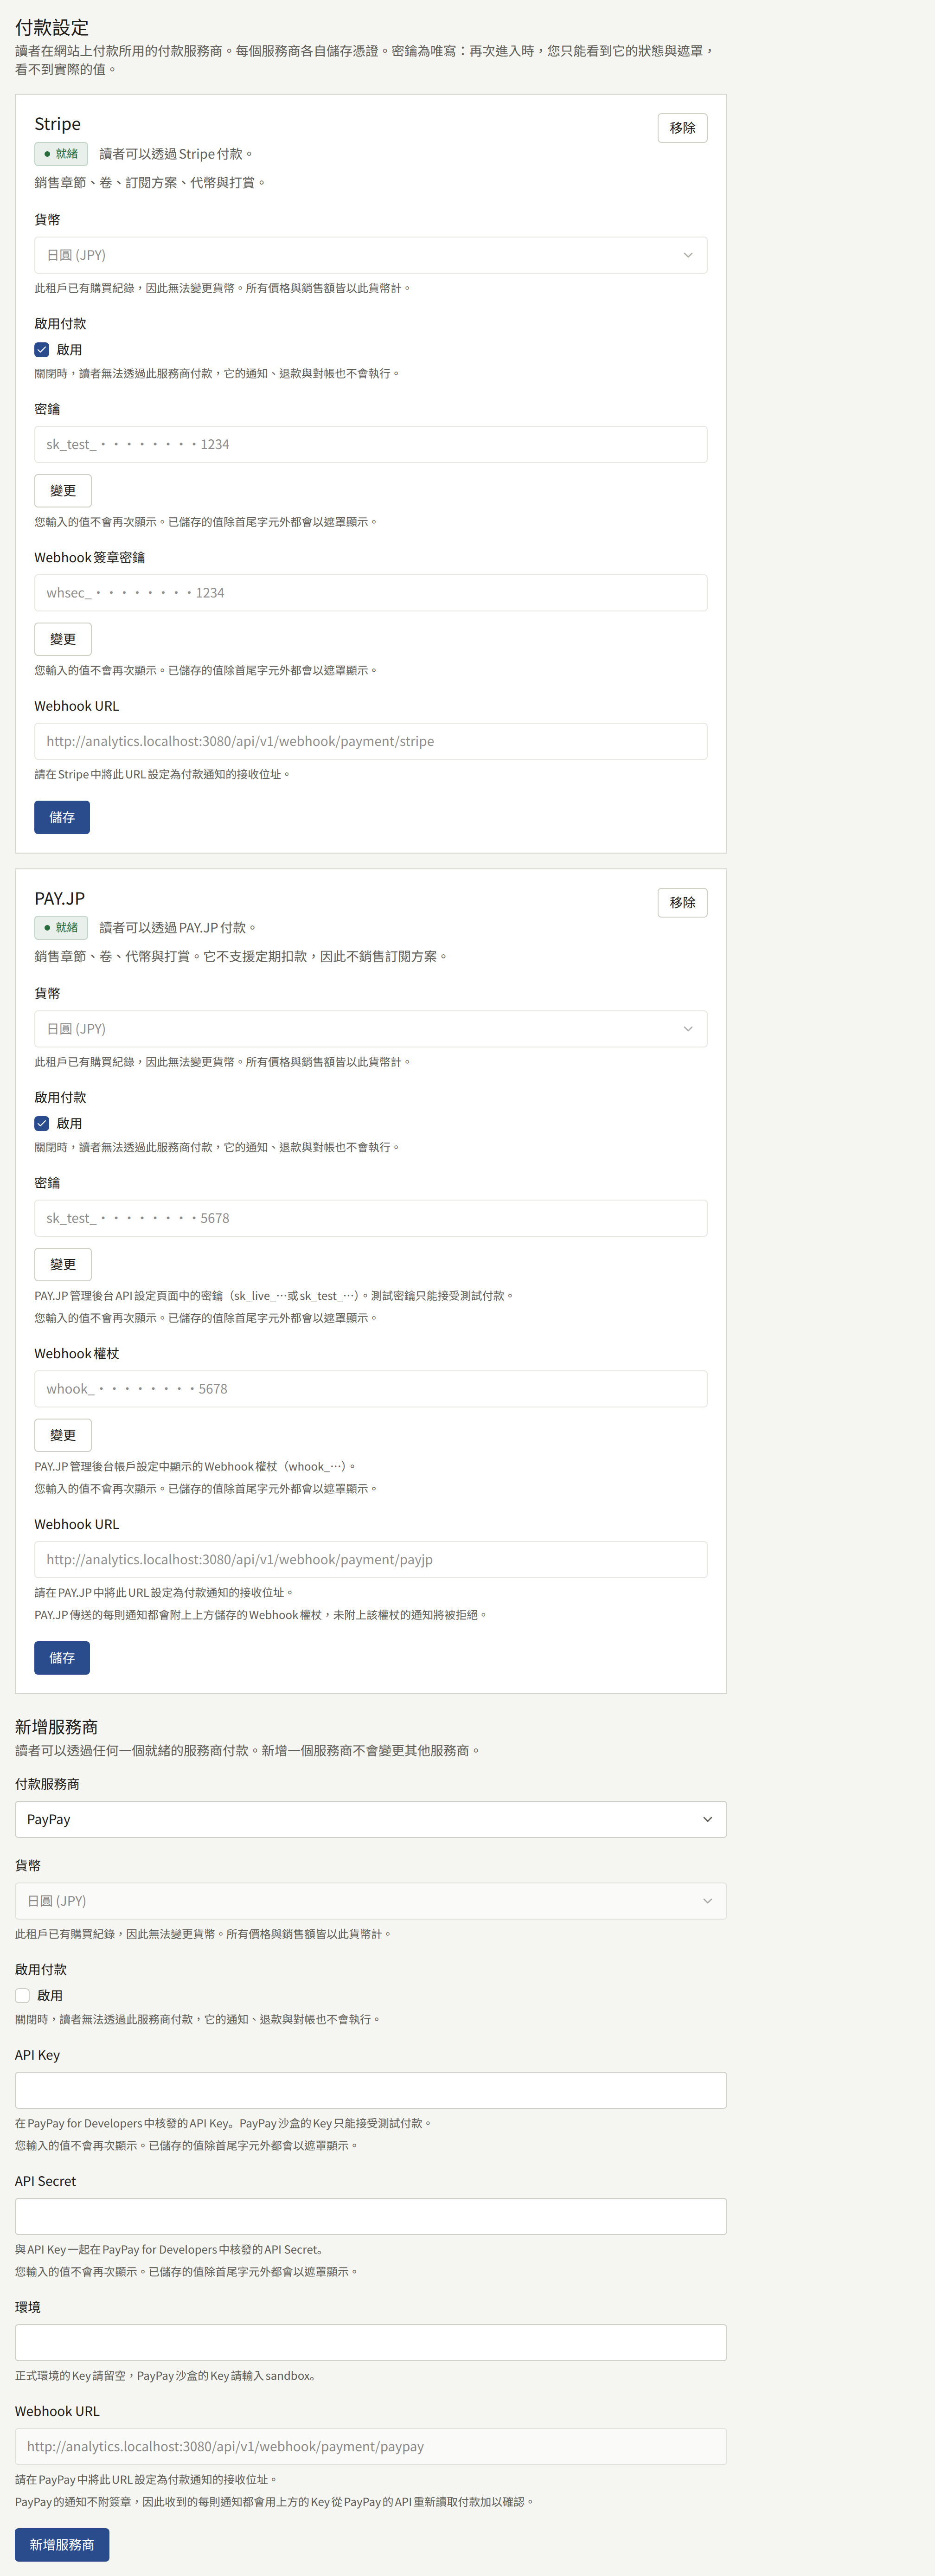 付款設定
讀者在網站上付款所用的付款服務商。每個服務商各自儲存憑證。密鑰為唯寫：再次進入時，您只能看到它的狀態與遮罩，
看不到實際的值。
Stripe
移除
就緒 讀者可以透過 Stripe 付款。
銷售章節、卷、訂閱方案、代幣與打賞。
貨幣
日圓 (JPY)
此租戶已有購買紀錄，因此無法變更貨幣。所有價格與銷售額皆以此貨幣計。
啟用付款
啟用
關閉時，讀者無法透過此服務商付款，它的通知、退款與對帳也不會執行。
密鑰
sk_test_・・・・・・・・1234
變更
您輸入的值不會再次顯示。已儲存的值除首尾字元外都會以遮罩顯示。
Webhook 簽章密鑰
whsec_・・・・・・・・1234
變更
您輸入的值不會再次顯示。已儲存的值除首尾字元外都會以遮罩顯示。
Webhook URL
http://analytics.localhost:3080/api/v1/webhook/payment/stripe
請在 Stripe 中將此 URL 設定為付款通知的接收位址。
儲存
PAY.JP
移除
就緒 讀者可以透過 PAY.JP 付款。
銷售章節、卷、代幣與打賞。它不支援定期扣款，因此不銷售訂閱方案。
貨幣
日圓 (JPY)
此租戶已有購買紀錄，因此無法變更貨幣。所有價格與銷售額皆以此貨幣計。
啟用付款
啟用
關閉時，讀者無法透過此服務商付款，它的通知、退款與對帳也不會執行。
密鑰
sk_test_・・・・・・・・5678
變更
PAY.JP 管理後台 API 設定頁面中的密鑰（sk_live_…或 sk_test_…）。測試密鑰只能接受測試付款。
您輸入的值不會再次顯示。已儲存的值除首尾字元外都會以遮罩顯示。
Webhook 權杖
whook_・・・・・・・・5678
變更
PAY.JP 管理後台帳戶設定中顯示的 Webhook 權杖（whook_…）。
您輸入的值不會再次顯示。已儲存的值除首尾字元外都會以遮罩顯示。
Webhook URL
http://analytics.localhost:3080/api/v1/webhook/payment/payjp
請在 PAY.JP 中將此 URL 設定為付款通知的接收位址。
PAY.JP 傳送的每則通知都會附上上方儲存的 Webhook 權杖，未附上該權杖的通知將被拒絕。
儲存
新增服務商
讀者可以透過任何一個就緒的服務商付款。新增一個服務商不會變更其他服務商。
付款服務商
PayPay
貨幣
日圓 (JPY)
此租戶已有購買紀錄，因此無法變更貨幣。所有價格與銷售額皆以此貨幣計。
啟用付款
啟用
關閉時，讀者無法透過此服務商付款，它的通知、退款與對帳也不會執行。
API Key
在 PayPay for Developers 中核發的 API Key。PayPay 沙盒的 Key 只能接受測試付款。
您輸入的值不會再次顯示。已儲存的值除首尾字元外都會以遮罩顯示。
API Secret
與 API Key 一起在 PayPay for Developers 中核發的 API Secret。
您輸入的值不會再次顯示。已儲存的值除首尾字元外都會以遮罩顯示。
環境
正式環境的 Key 請留空，PayPay 沙盒的 Key 請輸入 sandbox。
Webhook URL
http://analytics.localhost:3080/api/v1/webhook/payment/paypay
請在 PayPay 中將此 URL 設定為付款通知的接收位址。
PayPay 的通知不附簽章，因此收到的每則通知都會用上方的 Key 從 PayPay 的 API 重新讀取付款加以確認。
新增服務商